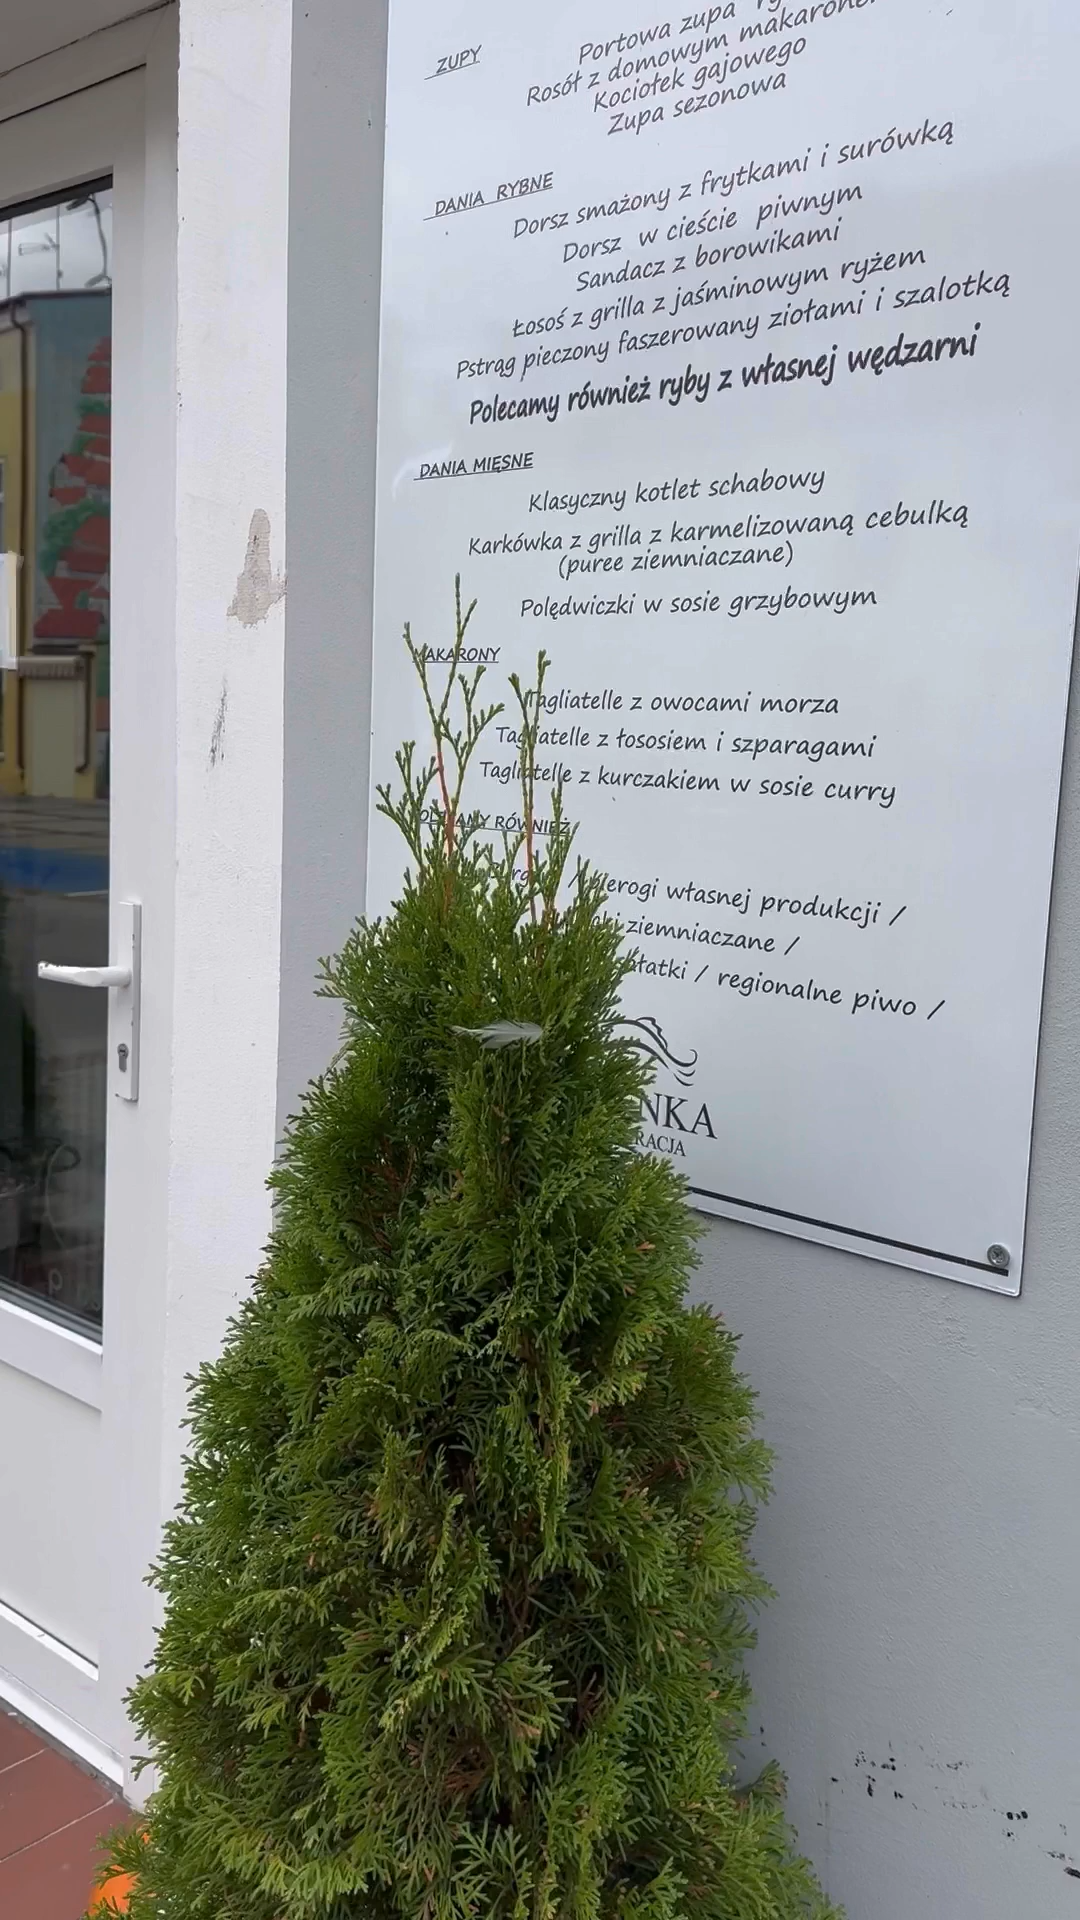 ZUPY
Portowa zupa
Rosół z domowym
Kociołek gajowego
Zupa sezonowa
DANIA RYBNE
Dorsz smażony z frytkami i surówką
Dorsz w cieście piwnym
Sandacz z borowikami
Łosoś z grilla z jaśminowym ryżem
Pstrąg pieczony faszerowany ziołami i szalotką
Polecamy również ryby z własnej wędzarni
DANIA MIĘSNE
Klasyczny kotlet schabowy
Karkówka z grilla z karmelizowaną cebulką
(puree ziemniaczane)
Polędwiczki w sosie grzybowym
MAKARONY
Tagliatelle z owocami morza
Tagliatelle z łososiem i szparagami
Tagliatelle z kurczakiem w sosie curry
RÓWNIEŻ
/ pierogi własnej produkcji /
ziemniaczane /
/ regionalne piwo /